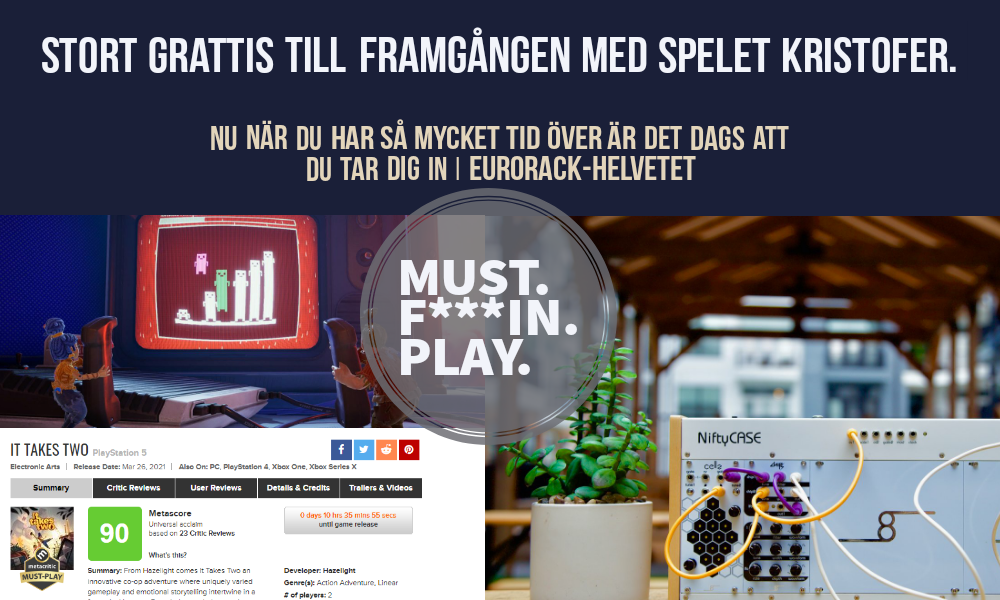 STORT GRATTIS TILL FRAMGÅNGEN MED SPELET KRISTOFER.
NU NÄR DU HAR SÅ MYCKET TID ÖVER ÄR DET DAGS ATT
DU TAR DIG IN I EURORACK-HELVETET
MUST.
F***IN.
PLAY.
IT TAKES TWO PlayStation 5
Electronic Arts | Release Date: Mar 26, 2021 | Also On: PC, PlayStation 4, Xbox One, Xbox Series X
Summary Critic Reviews User Reviews Details & Credits Trailers & Videos
it takes two
metacritic
MUST-PLAY
90
Metascore
Universal acclaim
based on 23 Critic Reviews
What's this?
0 days 10 hrs 35 mins 55 secs
until game release
Summary: From Hazelight comes It Takes Two an
innovative co-op adventure where uniquely varied
gameplay and emotional storytelling intertwine in a
Developer: Hazelight
Genre(s): Action Adventure, Linear
# of players: 2
NiftyCASE